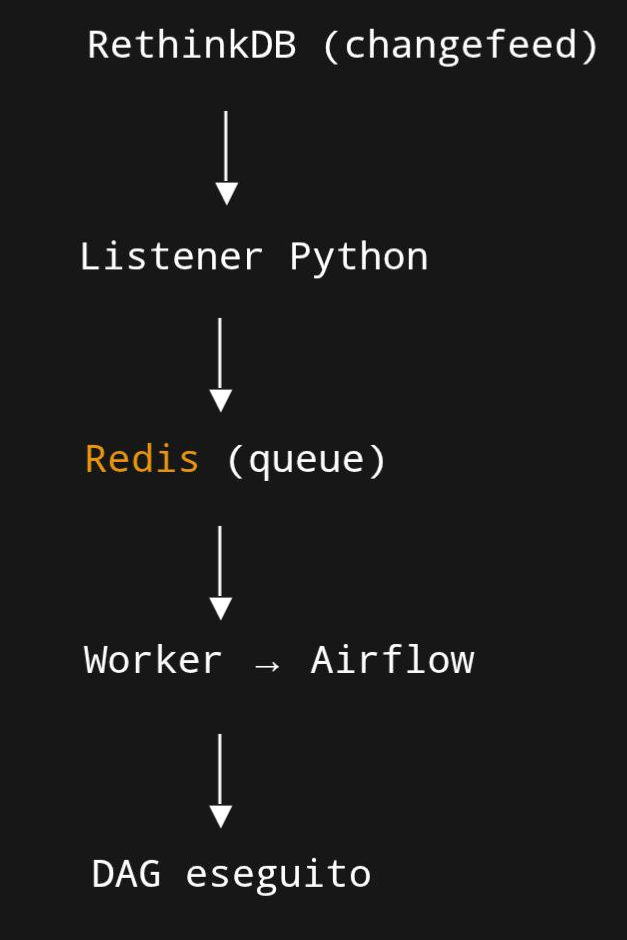 RethinkDB (changefeed)
Listener Python
Redis (queue)
Worker → Airflow
DAG eseguito